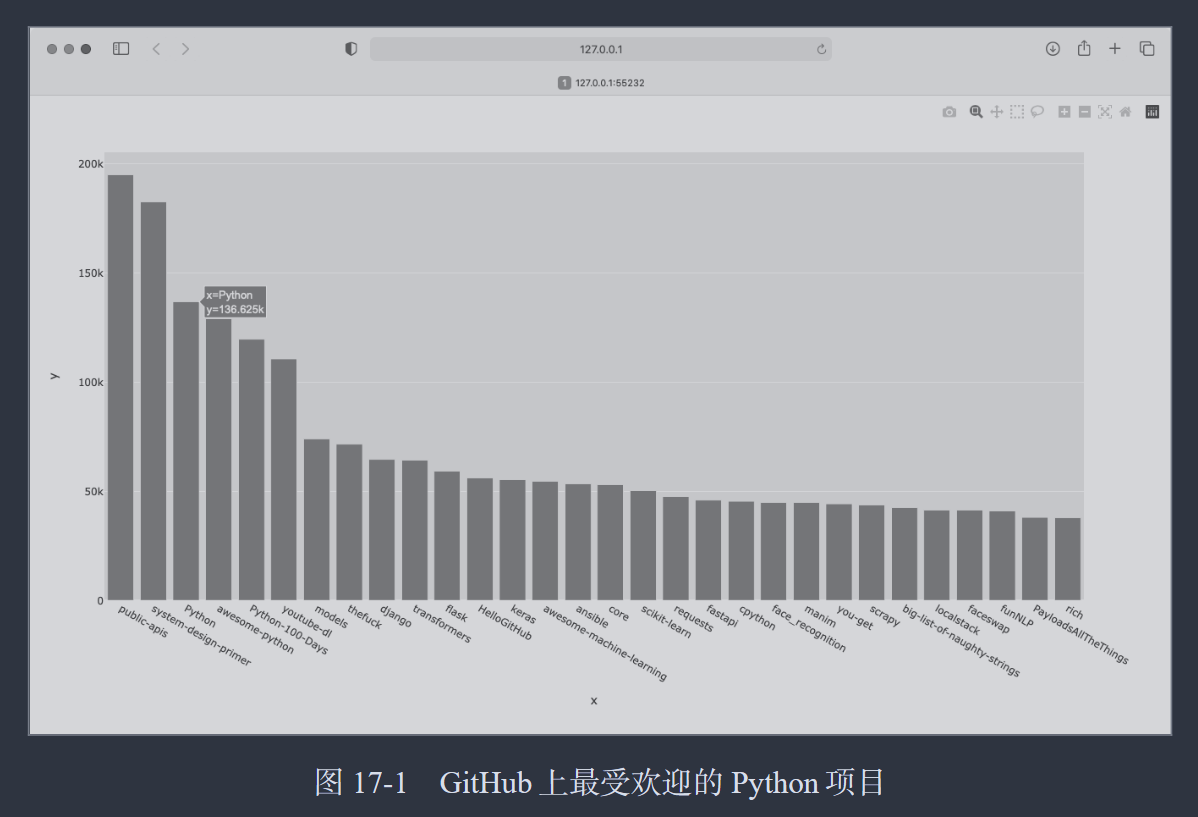 127.0.0.1
1 127.0.0.1:55232
200k
150k
100k
50k
0
y
x=Python
y=136.625k
public-apis
system-design-primer
Python
awesome-python
Python-100-Days
youtube-dl
models
thefuck
django
transformers
flask
HelloGitHub
keras
awesome-machine-learning
ansible
core
scikit-learn
requests
fastapi
cpython
face_recognition
manim
you-get
scrapy
big-list-of-naughty-strings
localstack
faceswap
funNLP
PayloadsAllTheThings
rich
x
图 17-1 GitHub 上最受欢迎的 Python 项目